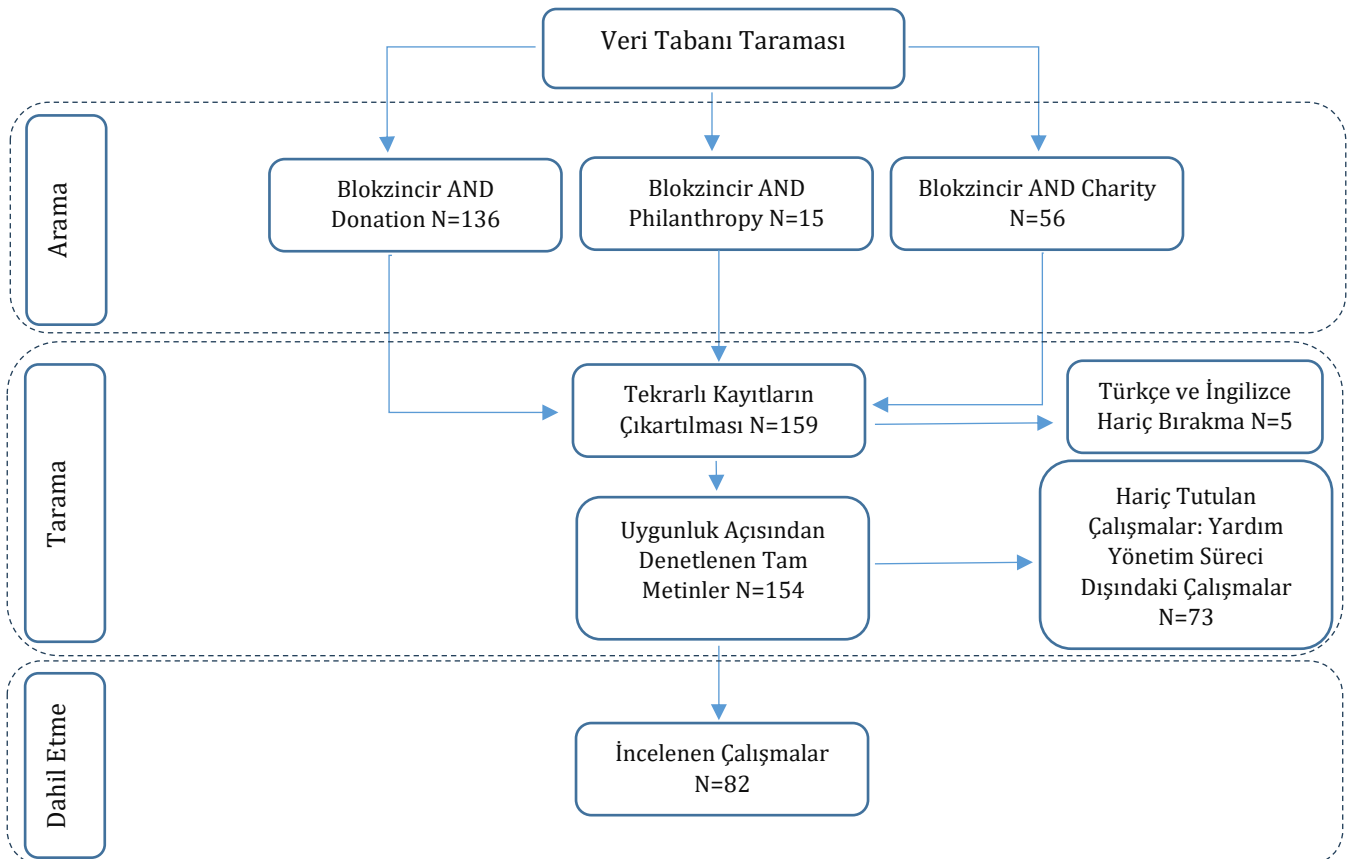 Veri Tabanı Taraması
Arama
Blokzincir AND
Donation N=136
Blokzincir AND
Philanthropy N=15
Blokzincir AND Charity
N=56
Tarama
Tekrarlı Kayıtların
Çıkartılması N=159
Türkçe ve İngilizce
Hariç Bırakma N=5
Uygunluk Açısından
Denetlenen Tam
Metinler N=154
Hariç Tutulan
Çalışmalar: Yardım
Yönetim Süreci
Dışındaki Çalışmalar
N=73
Dahil Etme
İncelenen Çalışmalar
N=82